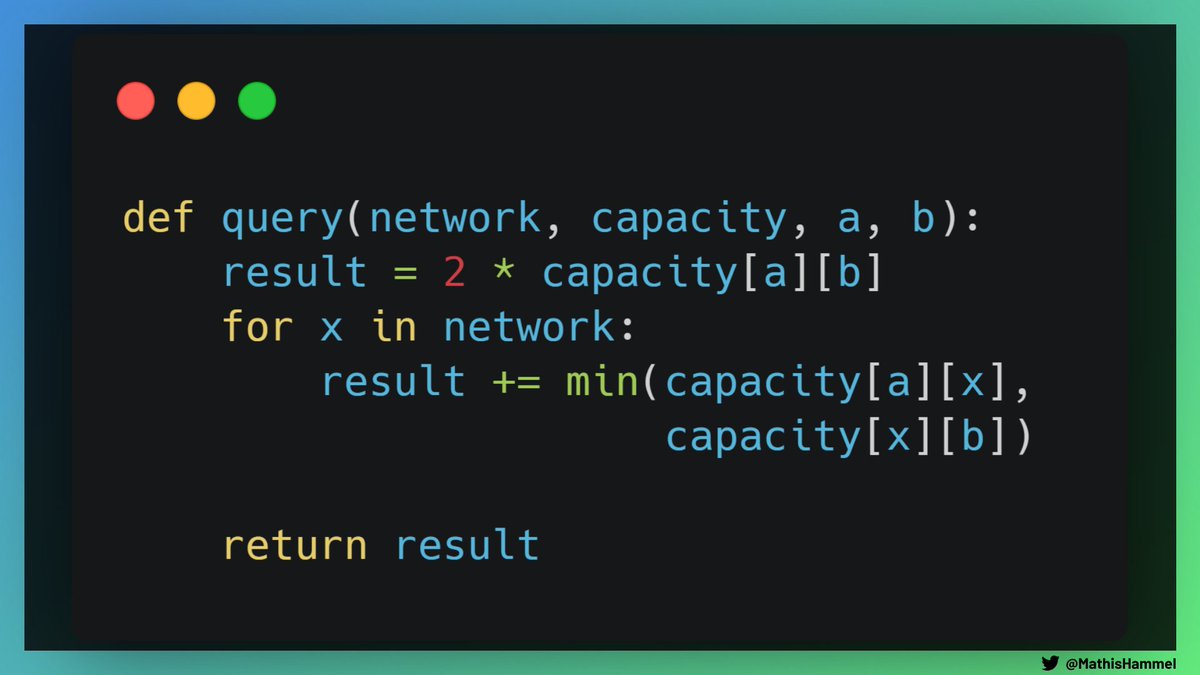 def query(network, capacity, a, b):
    result = 2 * capacity[a][b]
    for x in network:
        result += min(capacity[a][x],
                      capacity[x][b])
    return result
@MathisHammel